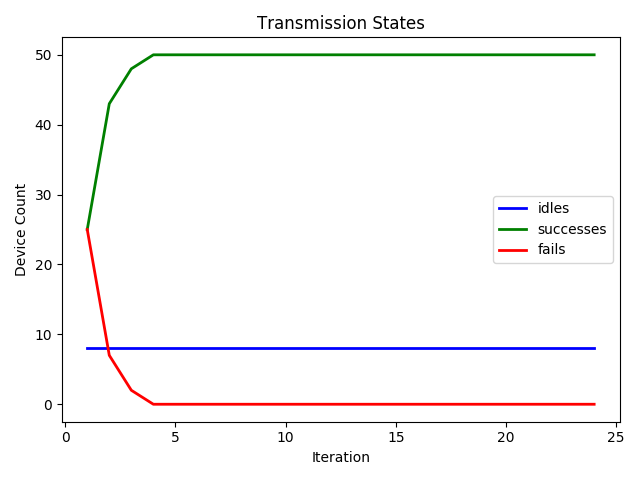 Transmission States
50
40
30
20
10
0
Device Count
idles
successes
fails
0 5 10 15 20 25
Iteration